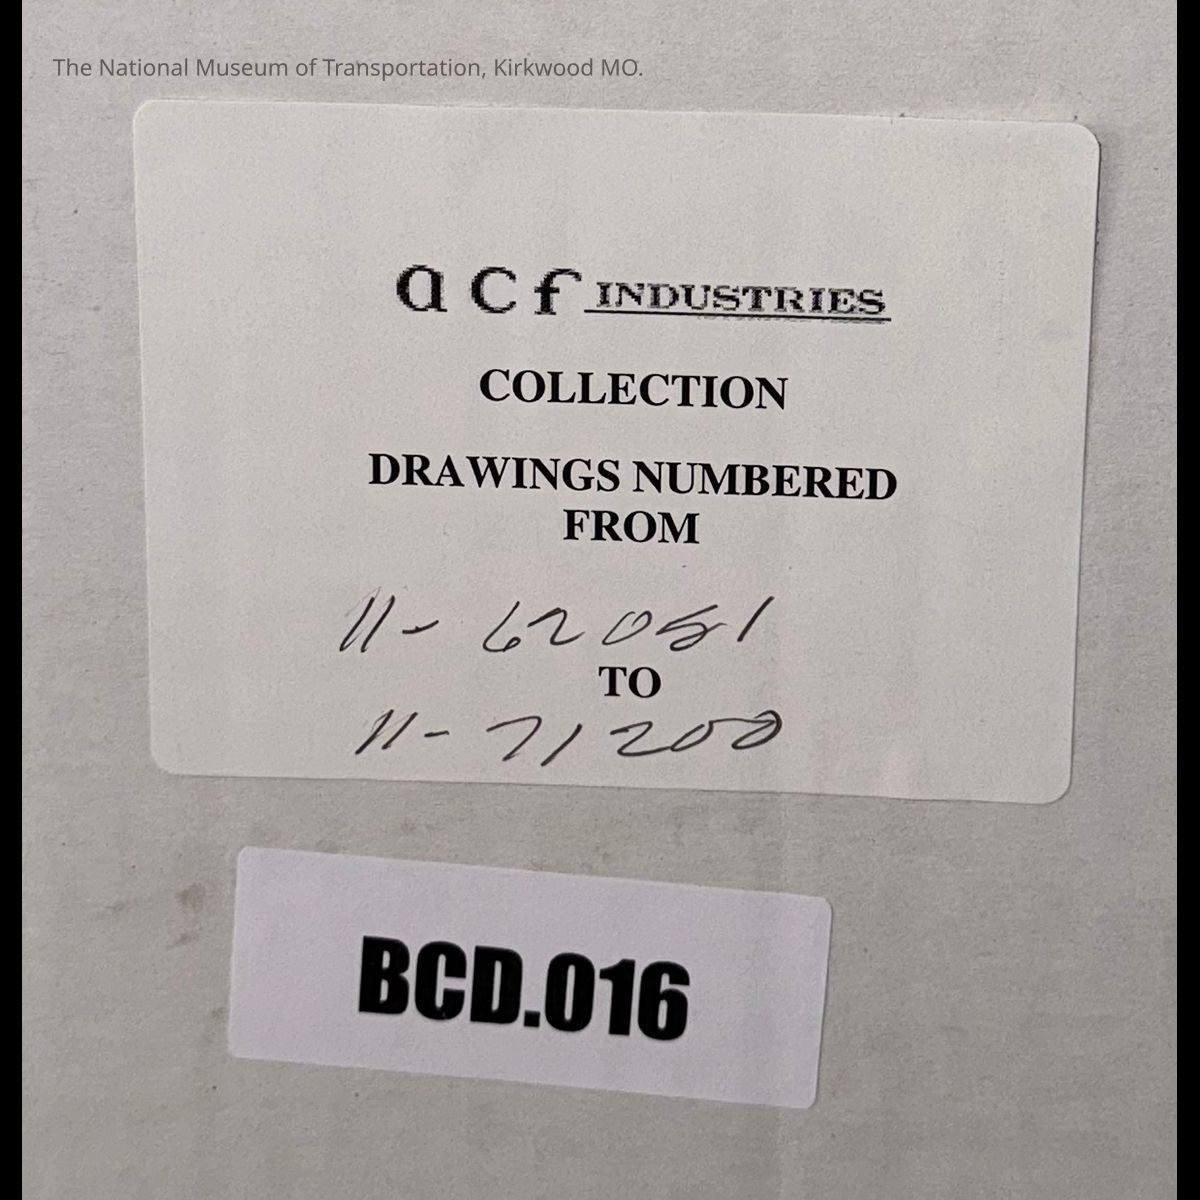 The National Museum of Transportation, Kirkwood MO.
acf INDUSTRIES
COLLECTION
DRAWINGS NUMBERED
FROM
11-62051
TO
11-71200
BCD.016